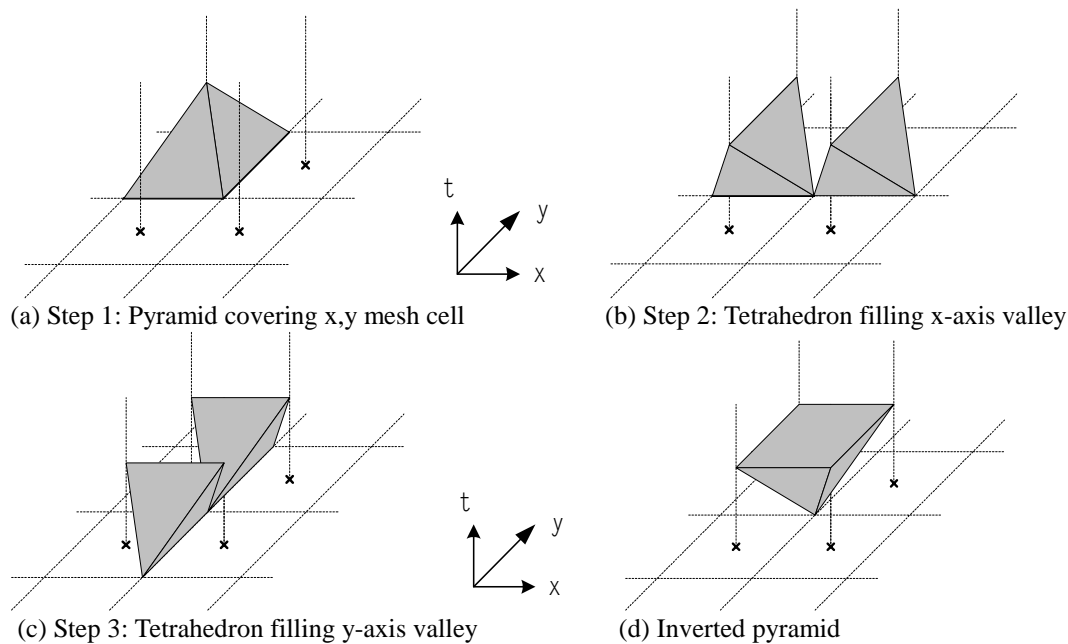 t
y
x
(a) Step 1: Pyramid covering x,y mesh cell
(b) Step 2: Tetrahedron filling x-axis valley
t
y
x
(c) Step 3: Tetrahedron filling y-axis valley
(d) Inverted pyramid